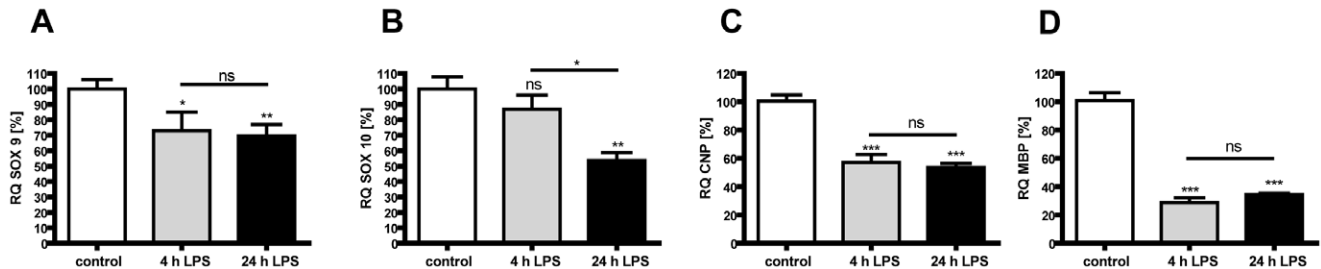 A
RQ SOX 9 [%]
110
100
90
80
70
60
50
40
30
20
10
0
ns
*
**
control
4 h LPS
24 h LPS
B
RQ SOX 10 [%]
110
100
90
80
70
60
50
40
30
20
10
0
*
ns
**
control
4 h LPS
24 h LPS
C
RQ CNP [%]
120
100
80
60
40
20
0
ns
***
***
control
4 h LPS
24 h LPS
D
RQ MBP [%]
120
100
80
60
40
20
0
ns
***
***
control
4 h LPS
24 h LPS